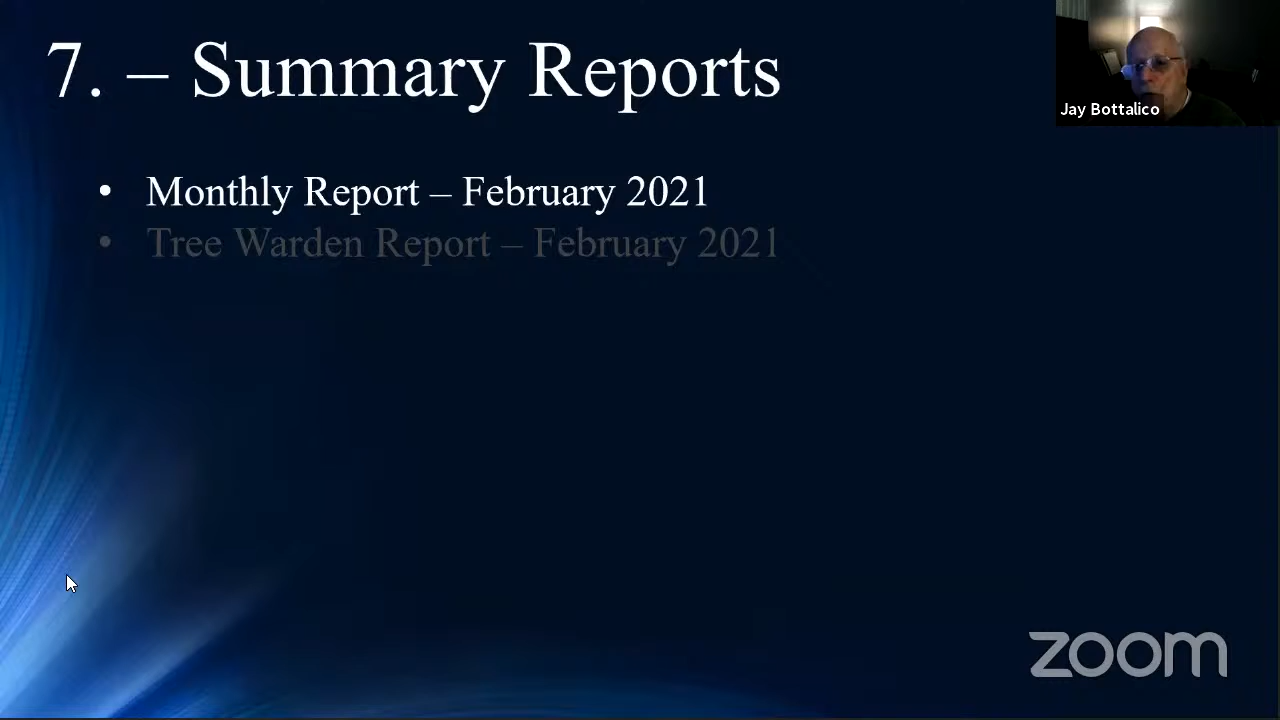 7. – Summary Reports
Jay Bottalico
• Monthly Report – February 2021
• Tree Warden Report – February 2021
zoom